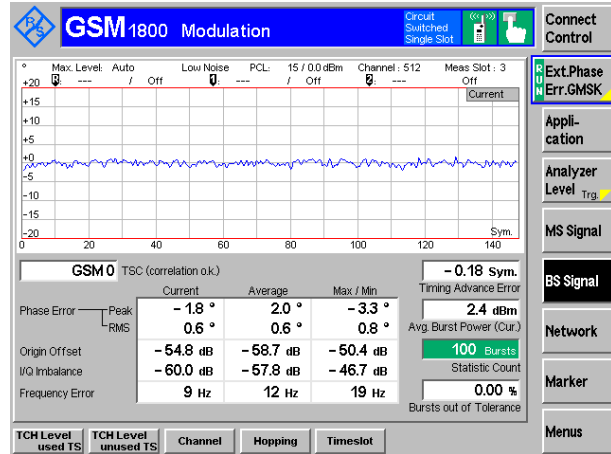 R S
GSM 1800 Modulation
Circuit
Switched
Single Slot
Connect
Control
° Max. Level: Auto Low Noise PCL: 15 / 0.0 dBm Channel : 512 Meas Slot : 3
--- / Off --- / Off --- Off
Current
+20
+15
+10
+5
+0
-5
-10
-15
-20
Sym.
0 20 40 60 80 100 120 140
GSM 0 TSC (correlation o.k.)
Current Average Max / Min
Phase Error Peak – 1.8 ° 2.0 ° – 3.3 °
RMS 0.6 ° 0.6 ° 0.8 °
Origin Offset – 54.8 dB – 58.7 dB – 50.4 dB
I/Q Imbalance – 60.0 dB – 57.8 dB – 46.7 dB
Frequency Error 9 Hz 12 Hz 19 Hz
– 0.18 Sym.
Timing Advance Error
2.4 dBm
Avg. Burst Power (Cur.)
100 Bursts
Statistic Count
0.00 %
Bursts out of Tolerance
RUN
Ext.Phase
Err.GMSK
Appli-
cation
Analyzer
Level Trg.
MS Signal
BS Signal
Network
Marker
Menus
TCH Level
used TS
TCH Level
unused TS
Channel
Hopping
Timeslot